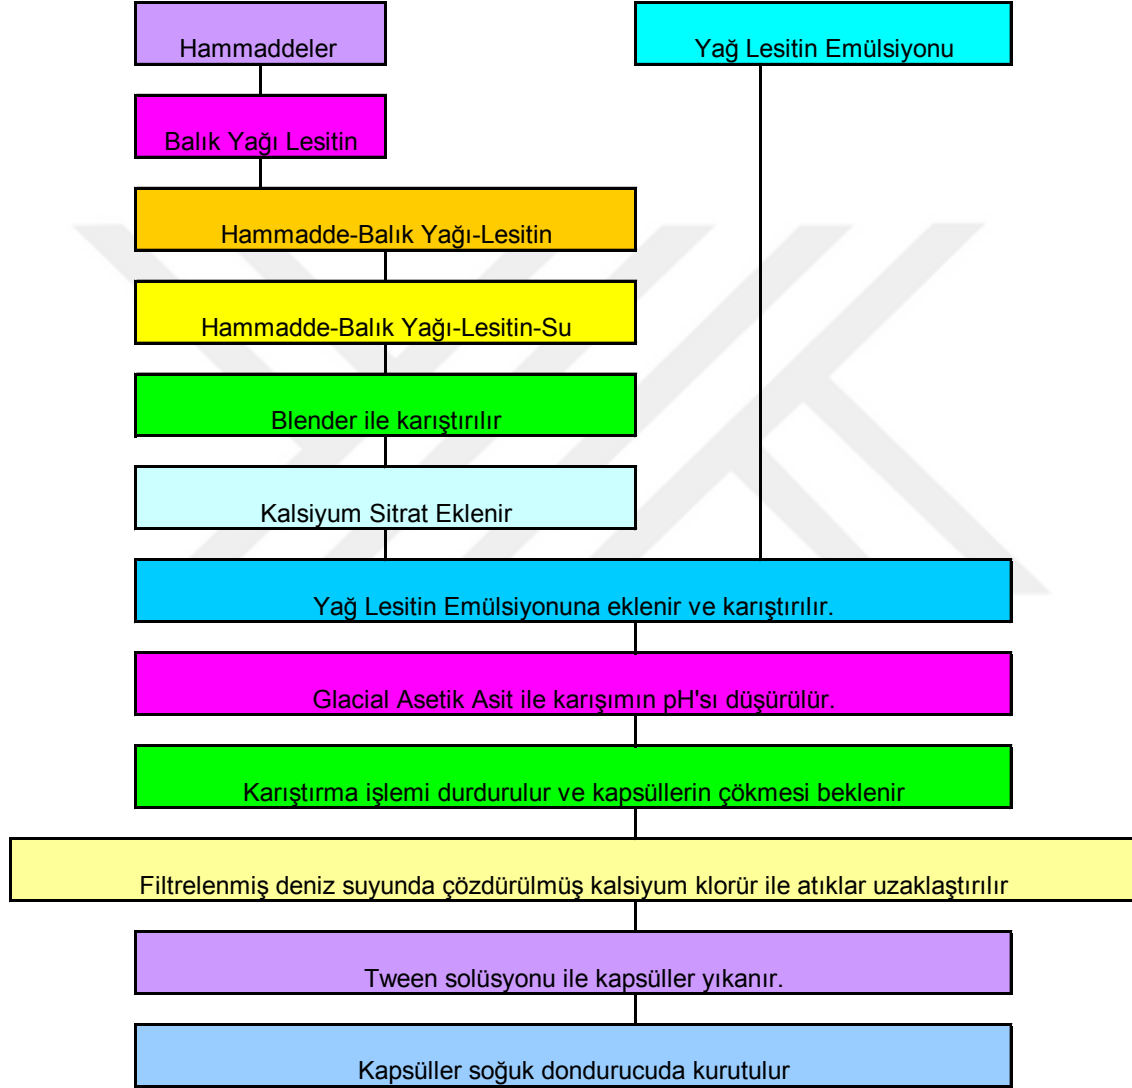 Hammaddeler
Yağ Lesitin Emülsiyonu
Balık Yağı Lesitin
Hammadde-Balık Yağı-Lesitin
Hammadde-Balık Yağı-Lesitin-Su
Blender ile karıştırılır
Kalsiyum Sitrat Eklenir
Yağ Lesitin Emülsiyonuna eklenir ve karıştırılır.
Glacial Asetik Asit ile karışımın pH'sı düşürülür.
Karıştırma işlemi durdurulur ve kapsüllerin çökmesi beklenir
Filtrelenmiş deniz suyunda çözdürülmüş kalsiyum klorür ile atıklar uzaklaştırılır
Tween solüsyonu ile kapsüller yıkanır.
Kapsüller soğuk dondurucuda kurutulur